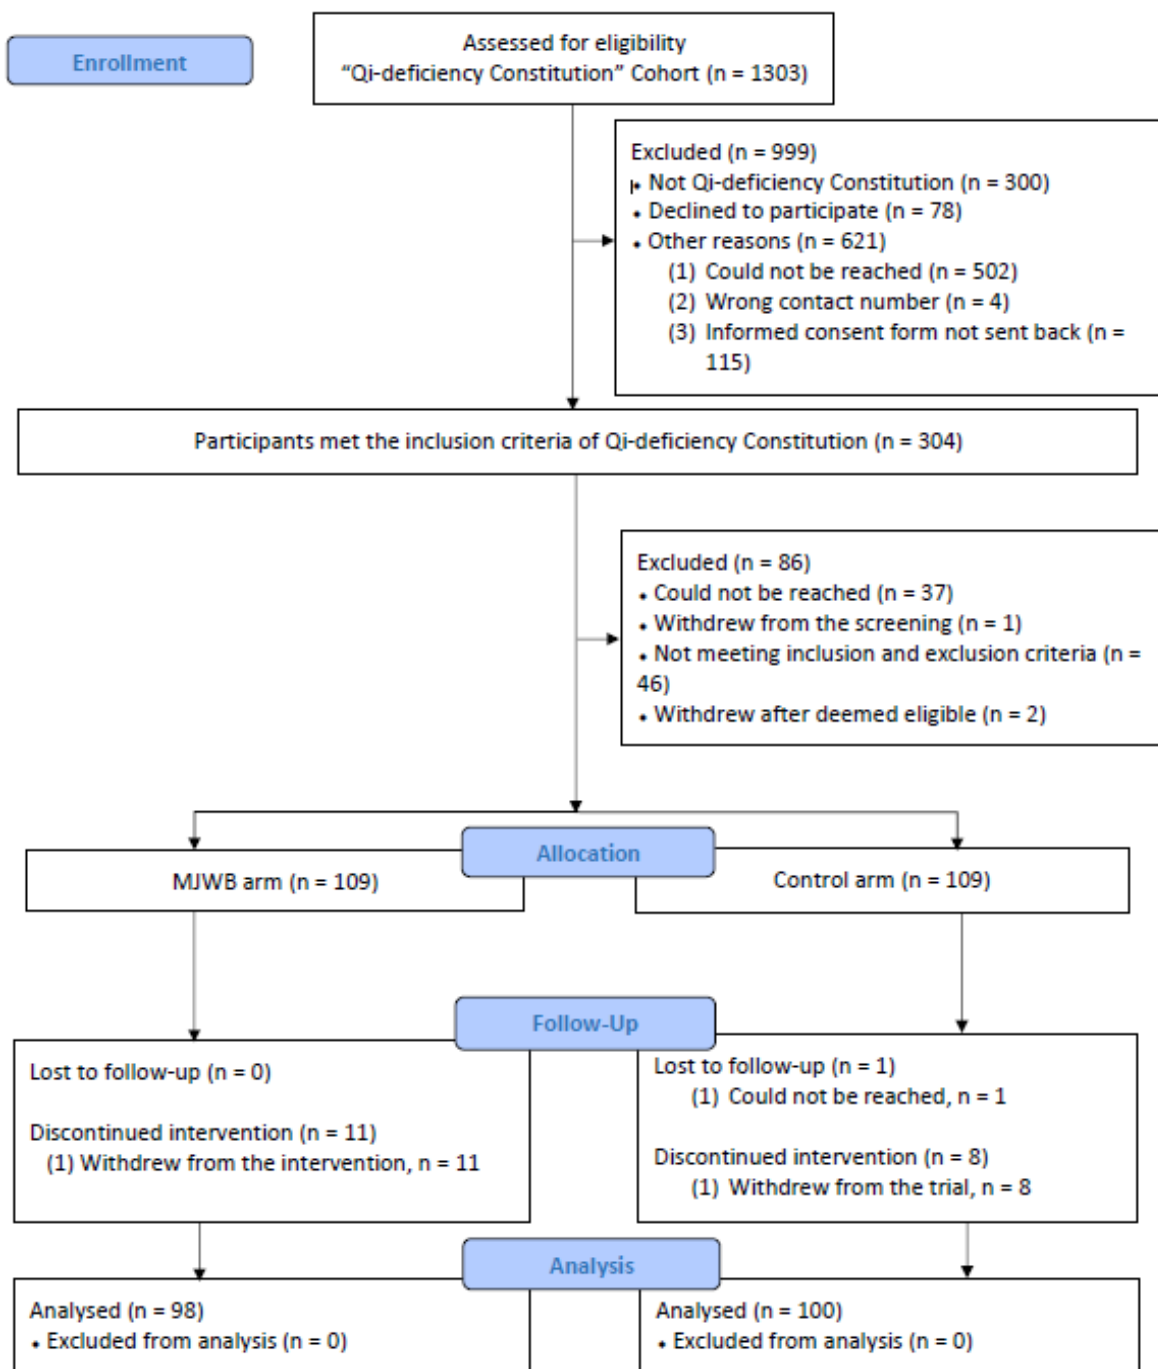 Enrollment
Assessed for eligibility
“Qi-deficiency Constitution” Cohort (n = 1303)
Excluded (n = 999)
• Not Qi-deficiency Constitution (n = 300)
• Declined to participate (n = 78)
• Other reasons (n = 621)
(1) Could not be reached (n = 502)
(2) Wrong contact number (n = 4)
(3) Informed consent form not sent back (n =
115)
Participants met the inclusion criteria of Qi-deficiency Constitution (n = 304)
Excluded (n = 86)
• Could not be reached (n = 37)
• Withdrew from the screening (n = 1)
• Not meeting inclusion and exclusion criteria (n =
46)
• Withdrew after deemed eligible (n = 2)
Allocation
MJWB arm (n = 109)
Control arm (n = 109)
Follow-Up
Lost to follow-up (n = 0)
Discontinued intervention (n = 11)
(1) Withdrew from the intervention, n = 11
Lost to follow-up (n = 1)
(1) Could not be reached, n = 1
Discontinued intervention (n = 8)
(1) Withdrew from the trial, n = 8
Analysis
Analysed (n = 98)
• Excluded from analysis (n = 0)
Analysed (n = 100)
• Excluded from analysis (n = 0)